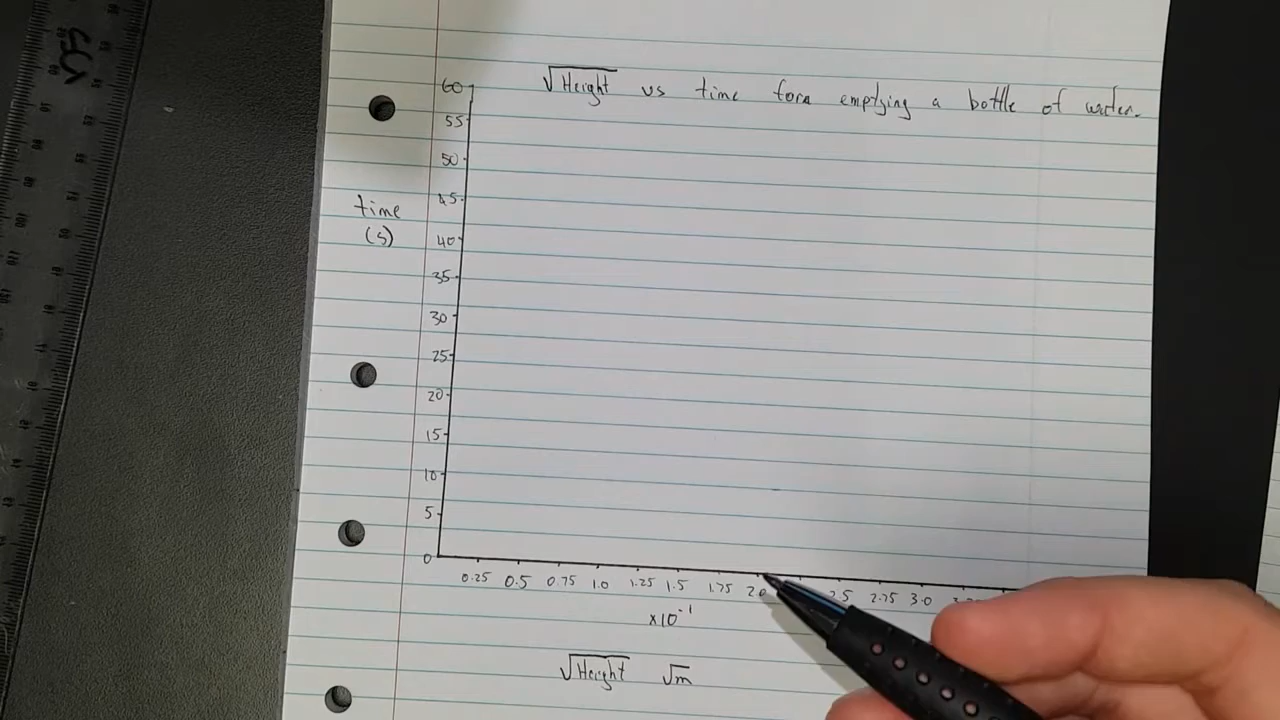 √Height vs time for emptying a bottle of water.
60
55
50
45
time
(s)
40
35
30
25
20
15
10
5
0
0.25 0.5 0.75 1.0 1.25 1.5 1.75 2.0 2.75 3.0
x10⁻¹
√Height √m